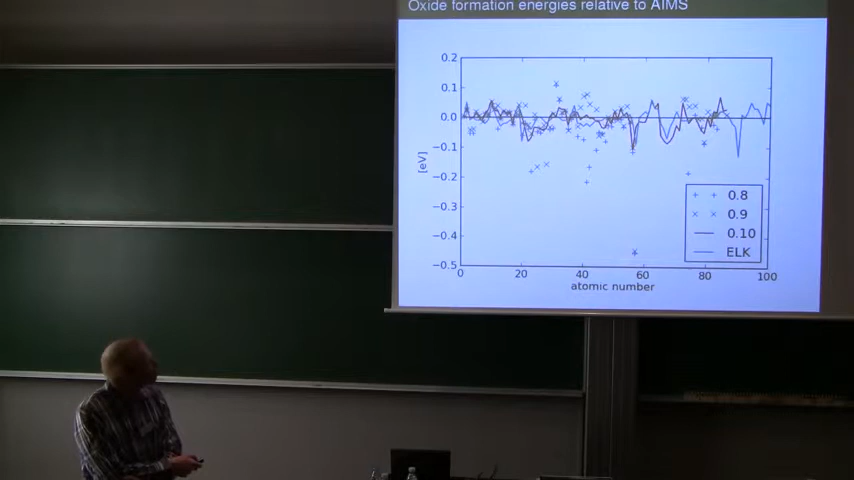 Oxide formation energies relative to AIMS
0.2
0.1
0.0
−0.1
−0.2
−0.3
−0.4
−0.5
[eV]
0 20 40 60 80 100
atomic number
0.8
0.9
0.10
ELK